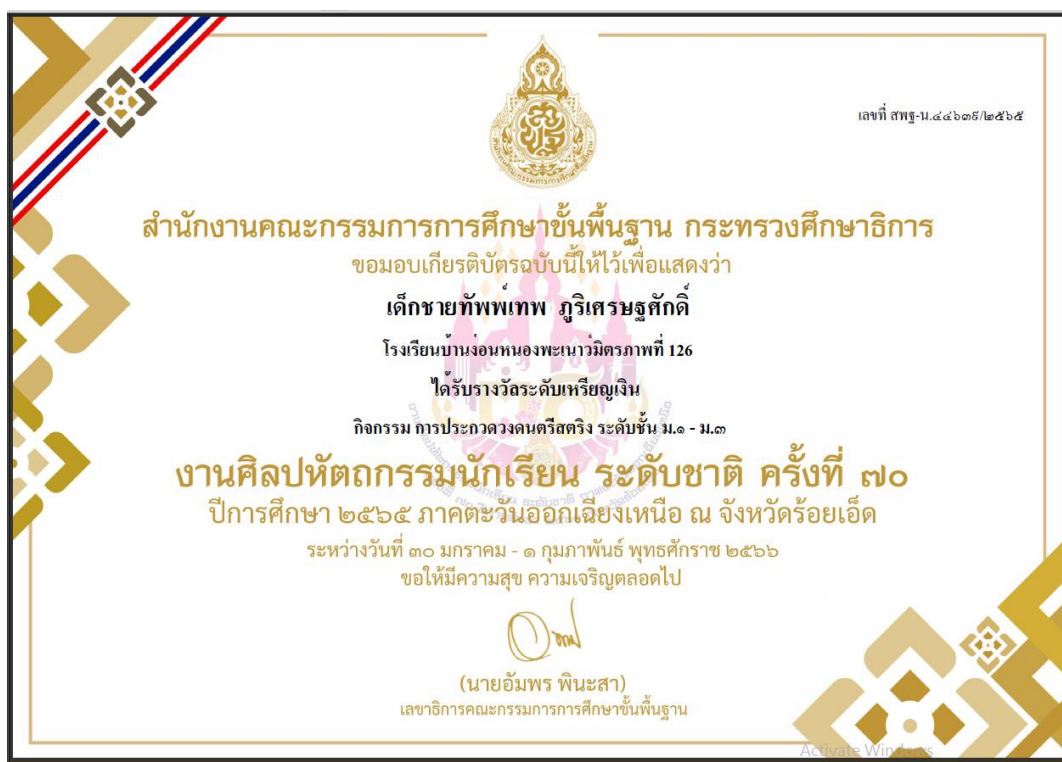 เลขที่ สพฐ-น.๔๔๖๓๕/๒๕๖๕
สำนักงานคณะกรรมการการศึกษาขั้นพื้นฐาน กระทรวงศึกษาธิการ
ขอมอบเกียรติบัตรฉบับนี้ให้ไว้เพื่อแสดงว่า
เด็กชายทัพพ์เทพ ภูริเศรษฐศักดิ์
โรงเรียนบ้านง่อนหนองพะเนาว์มิตรภาพที่ 126
ได้รับรางวัลระดับเหรียญเงิน
กิจกรรม การประกวดวงดนตรีสตริง ระดับชั้น ม.๑ - ม.๓
งานศิลปหัตถกรรมนักเรียน ระดับชาติ ครั้งที่ ๗๐
ปีการศึกษา ๒๕๖๕ ภาคตะวันออกเฉียงเหนือ ณ จังหวัดร้อยเอ็ด
ระหว่างวันที่ ๓๐ มกราคม - ๑ กุมภาพันธ์ พุทธศักราช ๒๕๖๖
ขอให้มีความสุข ความเจริญตลอดไป
(นายอัมพร พินะสา)
เลขาธิการคณะกรรมการการศึกษาขั้นพื้นฐาน
Activate Windows